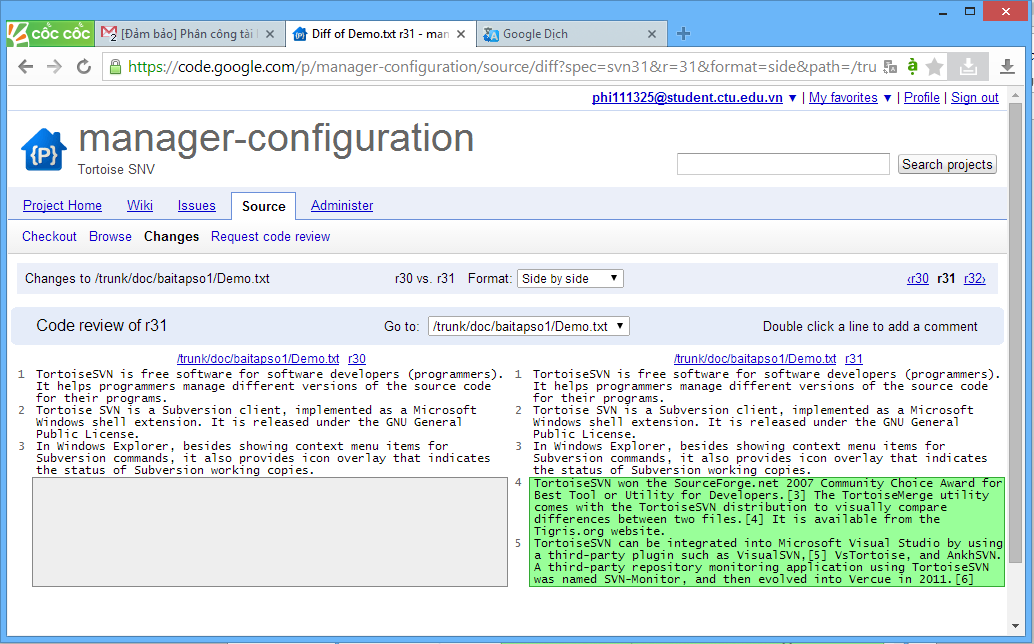 cốc cốc
2 [Đảm bảo] Phân công tài l
Diff of Demo.txt r31 - man
Google Dịch
https://code.google.com/p/manager-configuration/source/diff?spec=svn31&r=31&format=side&path=/tru
phi111325@student.ctu.edu.vn ▼ | My favorites ▼ | Profile | Sign out
{P}
manager-configuration
Tortoise SNV
Search projects
Project Home Wiki Issues Source Administer
Checkout Browse Changes Request code review
Changes to /trunk/doc/baitapso1/Demo.txt r30 vs. r31 Format: Side by side ‹r30 r31 r32›
Code review of r31 Go to: /trunk/doc/baitapso1/Demo.txt Double click a line to add a comment
/trunk/doc/baitapso1/Demo.txt r30
1 TortoiseSVN is free software for software developers (programmers).
It helps programmers manage different versions of the source code
for their programs.
2 Tortoise SVN is a Subversion client, implemented as a Microsoft
Windows shell extension. It is released under the GNU General
Public License.
3 In Windows Explorer, besides showing context menu items for
Subversion commands, it also provides icon overlay that indicates
the status of Subversion working copies.
/trunk/doc/baitapso1/Demo.txt r31
1 TortoiseSVN is free software for software developers (programmers).
It helps programmers manage different versions of the source code
for their programs.
2 Tortoise SVN is a Subversion client, implemented as a Microsoft
Windows shell extension. It is released under the GNU General
Public License.
3 In Windows Explorer, besides showing context menu items for
Subversion commands, it also provides icon overlay that indicates
the status of Subversion working copies.
4 TortoiseSVN won the SourceForge.net 2007 Community Choice Award for
Best Tool or Utility for Developers.[3] The TortoiseMerge utility
comes with the TortoiseSVN distribution to visually compare
differences between two files.[4] It is available from the
Tigris.org website.
5 TortoiseSVN can be integrated into Microsoft Visual Studio by using
a third-party plugin such as VisualSVN,[5] VsTortoise, and AnkhSVN.
A third-party repository monitoring application using TortoiseSVN
was named SVN-Monitor, and then evolved into Vercue in 2011.[6]